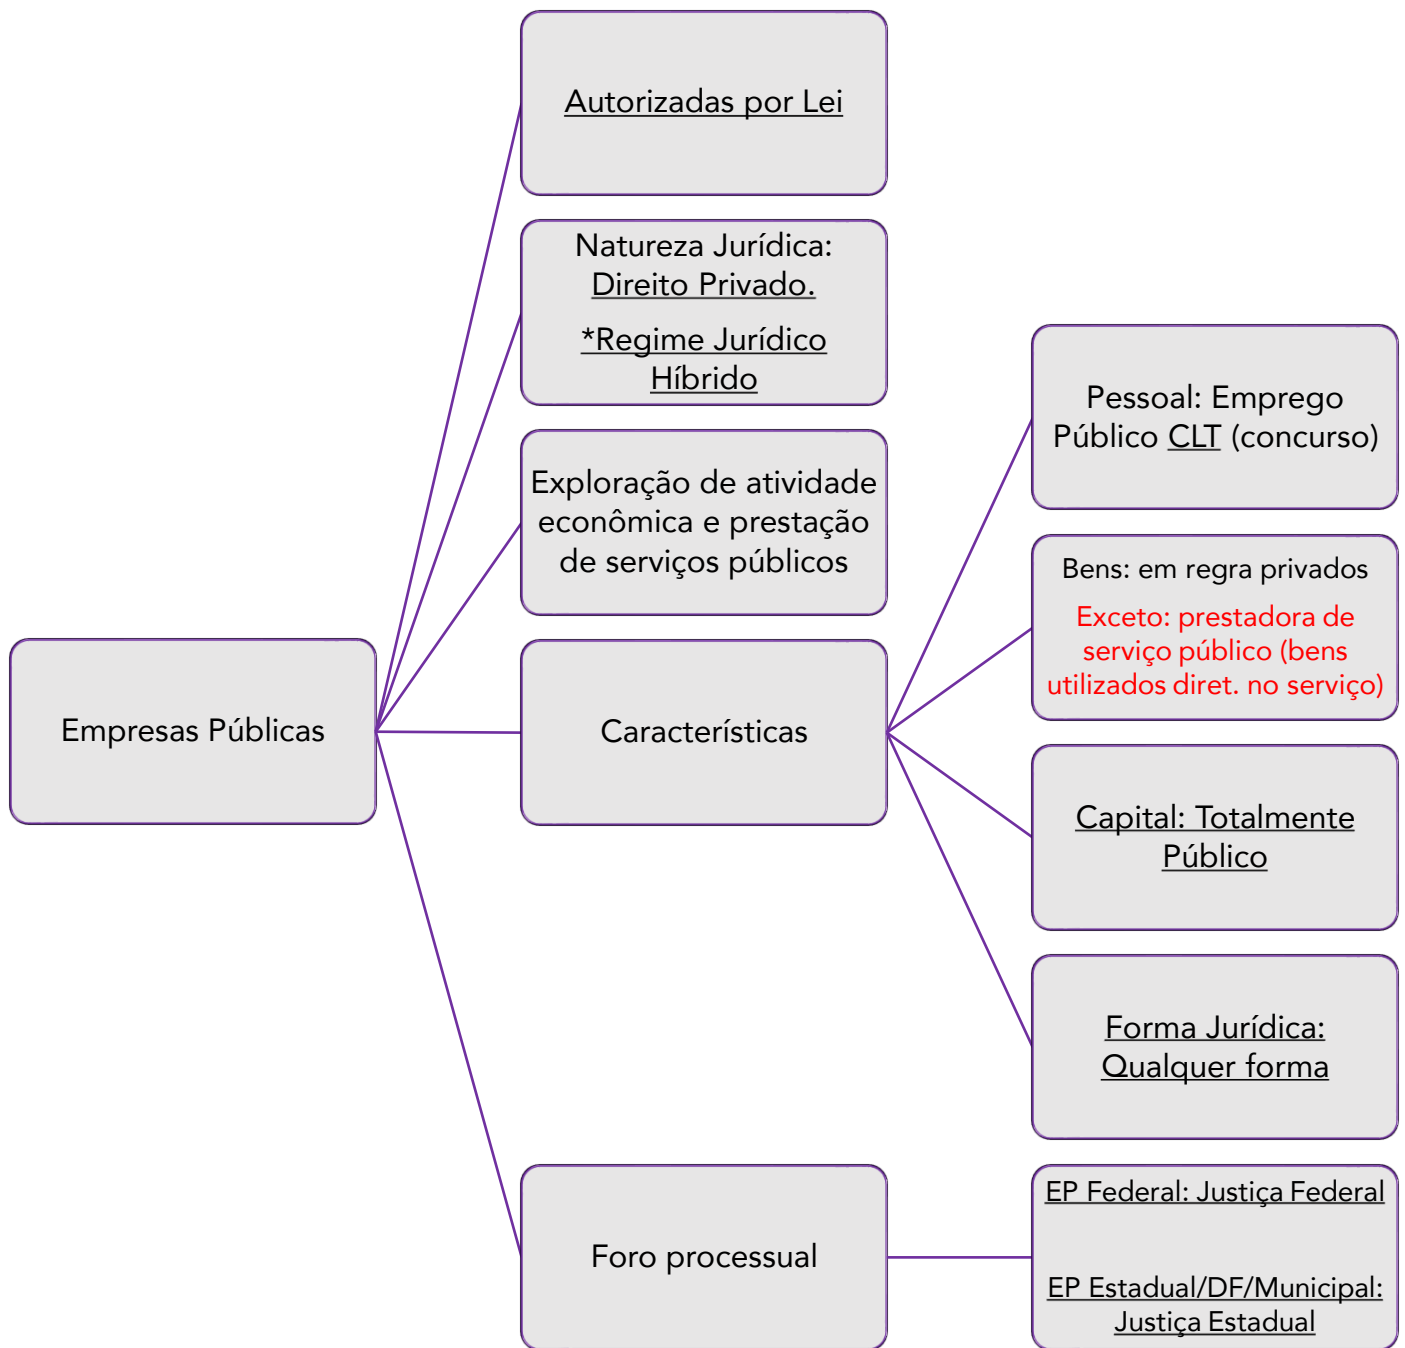 Autorizadas por Lei
Natureza Jurídica:
Direito Privado.
*Regime Jurídico
Híbrido
Exploração de atividade
econômica e prestação
de serviços públicos
Empresas Públicas
Características
Pessoal: Emprego
Público CLT (concurso)
Bens: em regra privados
Exceto: prestadora de
serviço público (bens
utilizados diret. no serviço)
Capital: Totalmente
Público
Forma Jurídica:
Qualquer forma
Foro processual
EP Federal: Justiça Federal
EP Estadual/DF/Municipal:
Justiça Estadual